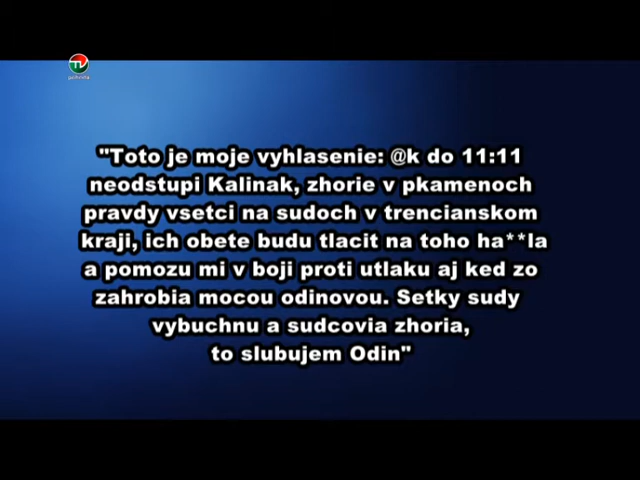 TV
"Toto je moje vyhlasenie: @k do 11:11
neodstupi Kalinak, zhorie v pkamenoch
pravdy vsetci na sudoch v trencianskom
kraji, ich obete budu tlacit na toho ha**la
a pomozu mi v boji proti utlaku aj ked zo
zahrobia mocou odinovou. Setky sudy
vybuchnu a sudcovia zhoria,
to slubujem Odin"